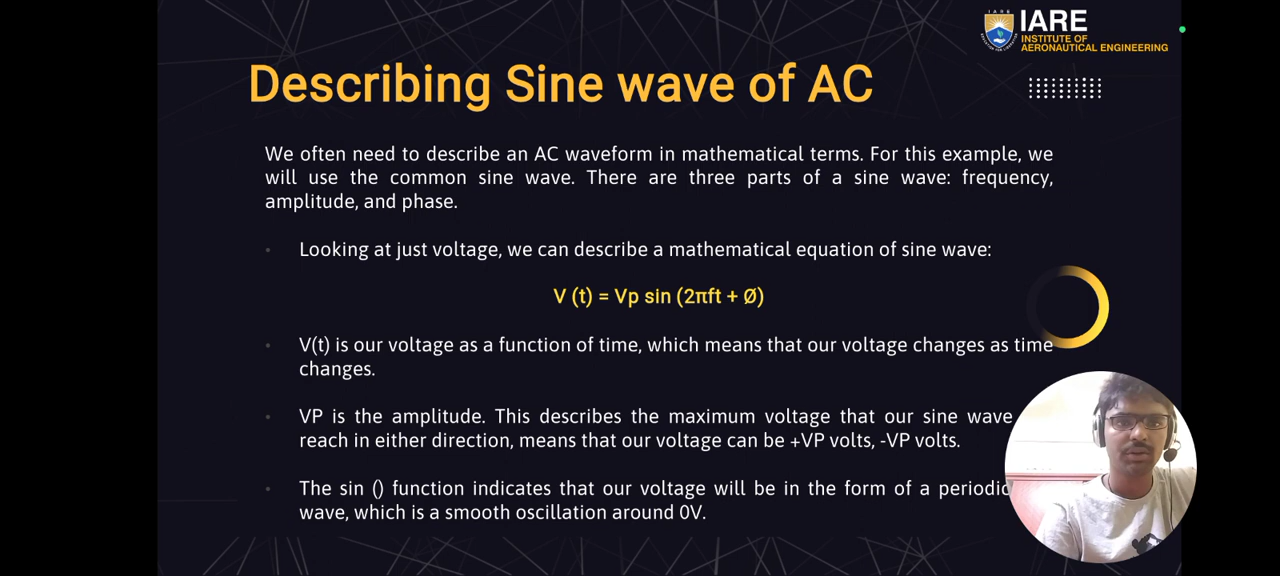 IARE
IARE
INSTITUTE OF
AERONAUTICAL ENGINEERING
Describing Sine wave of AC
We often need to describe an AC waveform in mathematical terms. For this example, we
will use the common sine wave. There are three parts of a sine wave: frequency,
amplitude, and phase.
• Looking at just voltage, we can describe a mathematical equation of sine wave:
V (t) = Vp sin (2πft + Ø)
• V(t) is our voltage as a function of time, which means that our voltage changes as time
changes.
• VP is the amplitude. This describes the maximum voltage that our sine wave
reach in either direction, means that our voltage can be +VP volts, -VP volts.
• The sin () function indicates that our voltage will be in the form of a periodic
wave, which is a smooth oscillation around 0V.